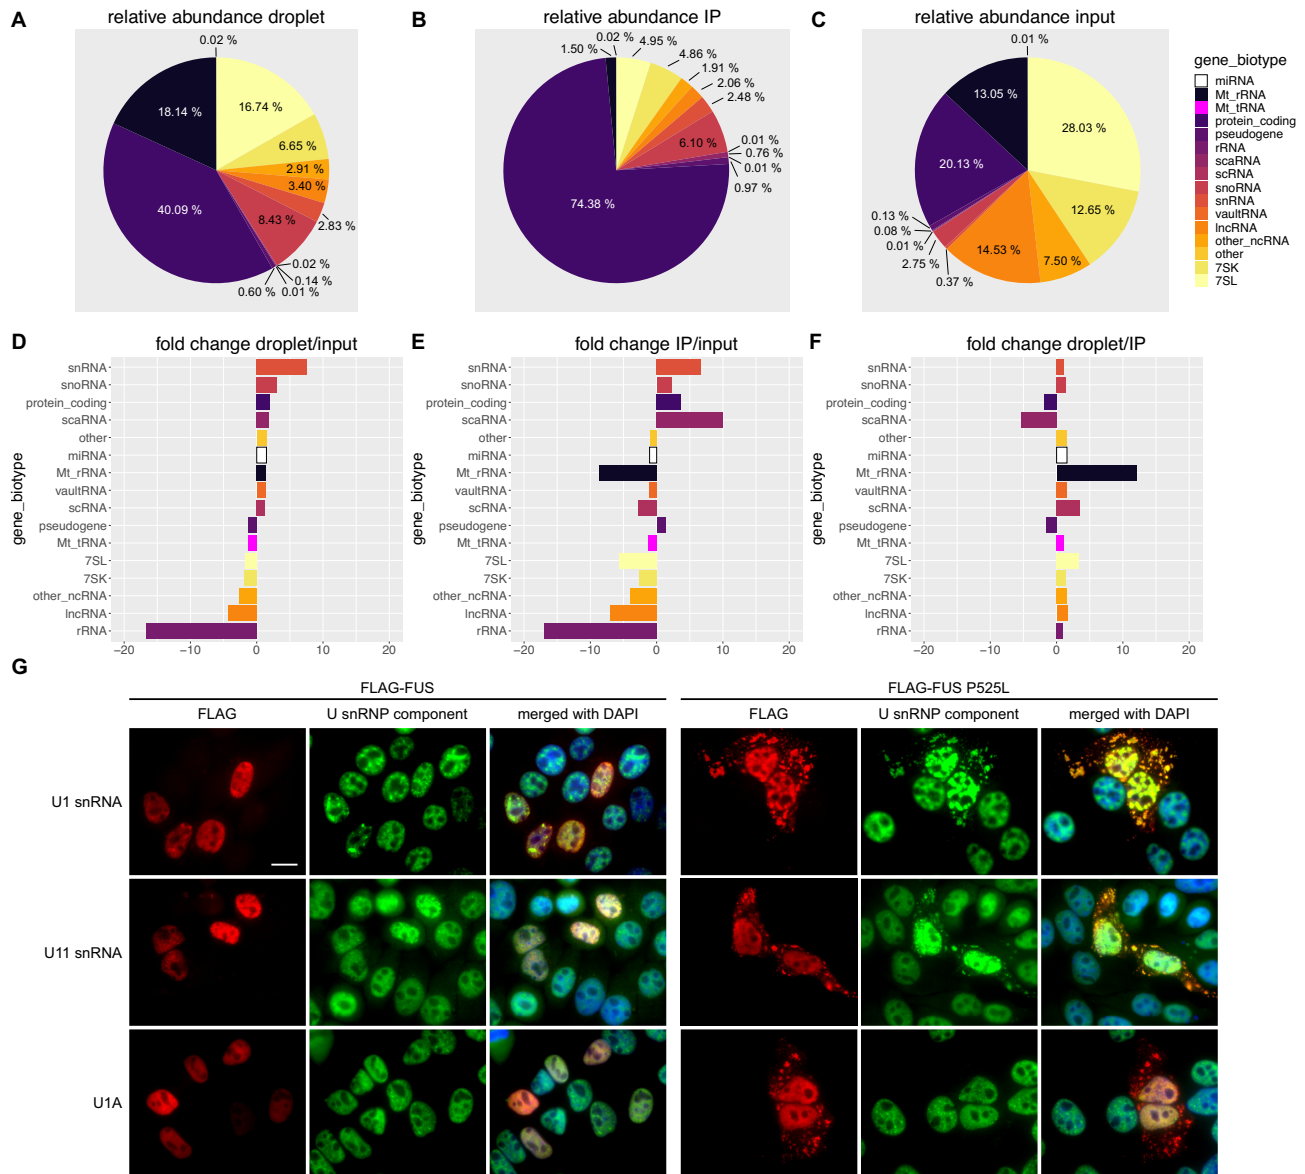 A
relative abundance droplet
0.02 %
18.14 %
16.74 %
6.65 %
2.91 %
3.40 %
40.09 %
8.43 %
2.83 %
0.02 %
0.14 %
0.60 %
0.01 %
B
relative abundance IP
0.02 %
1.50 %
4.95 %
4.86 %
1.91 %
2.06 %
2.48 %
6.10 %
0.01 %
0.76 %
0.01 %
0.97 %
74.38 %
C
relative abundance input
0.01 %
13.05 %
28.03 %
20.13 %
12.65 %
0.13 %
0.08 %
0.01 %
2.75 %
0.37 %
14.53 %
7.50 %
gene_biotype
miRNA
Mt_rRNA
Mt_tRNA
protein_coding
pseudogene
rRNA
scaRNA
scRNA
snoRNA
snRNA
vaultRNA
lncRNA
other_ncRNA
other
7SK
7SL
D
fold change droplet/input
gene_biotype
snRNA
snoRNA
protein_coding
scaRNA
other
miRNA
Mt_rRNA
vaultRNA
scRNA
pseudogene
Mt_tRNA
7SL
7SK
other_ncRNA
lncRNA
rRNA
−20 −10 0 10 20
E
fold change IP/input
gene_biotype
snRNA
snoRNA
protein_coding
scaRNA
other
miRNA
Mt_rRNA
vaultRNA
scRNA
pseudogene
Mt_tRNA
7SL
7SK
other_ncRNA
lncRNA
rRNA
−20 −10 0 10 20
F
fold change droplet/IP
gene_biotype
snRNA
snoRNA
protein_coding
scaRNA
other
miRNA
Mt_rRNA
vaultRNA
scRNA
pseudogene
Mt_tRNA
7SL
7SK
other_ncRNA
lncRNA
rRNA
−20 −10 0 10 20
G
FLAG-FUS
FLAG-FUS P525L
FLAG U snRNP component merged with DAPI
FLAG U snRNP component merged with DAPI
U1 snRNA
U11 snRNA
U1A